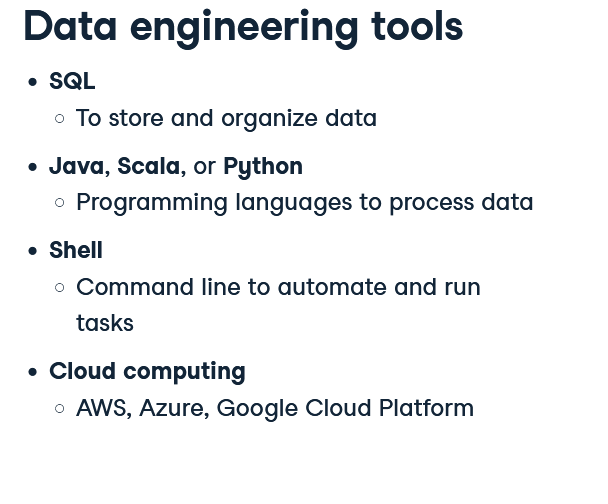 Data engineering tools
• SQL
○ To store and organize data
• Java, Scala, or Python
○ Programming languages to process data
• Shell
○ Command line to automate and run
tasks
• Cloud computing
○ AWS, Azure, Google Cloud Platform